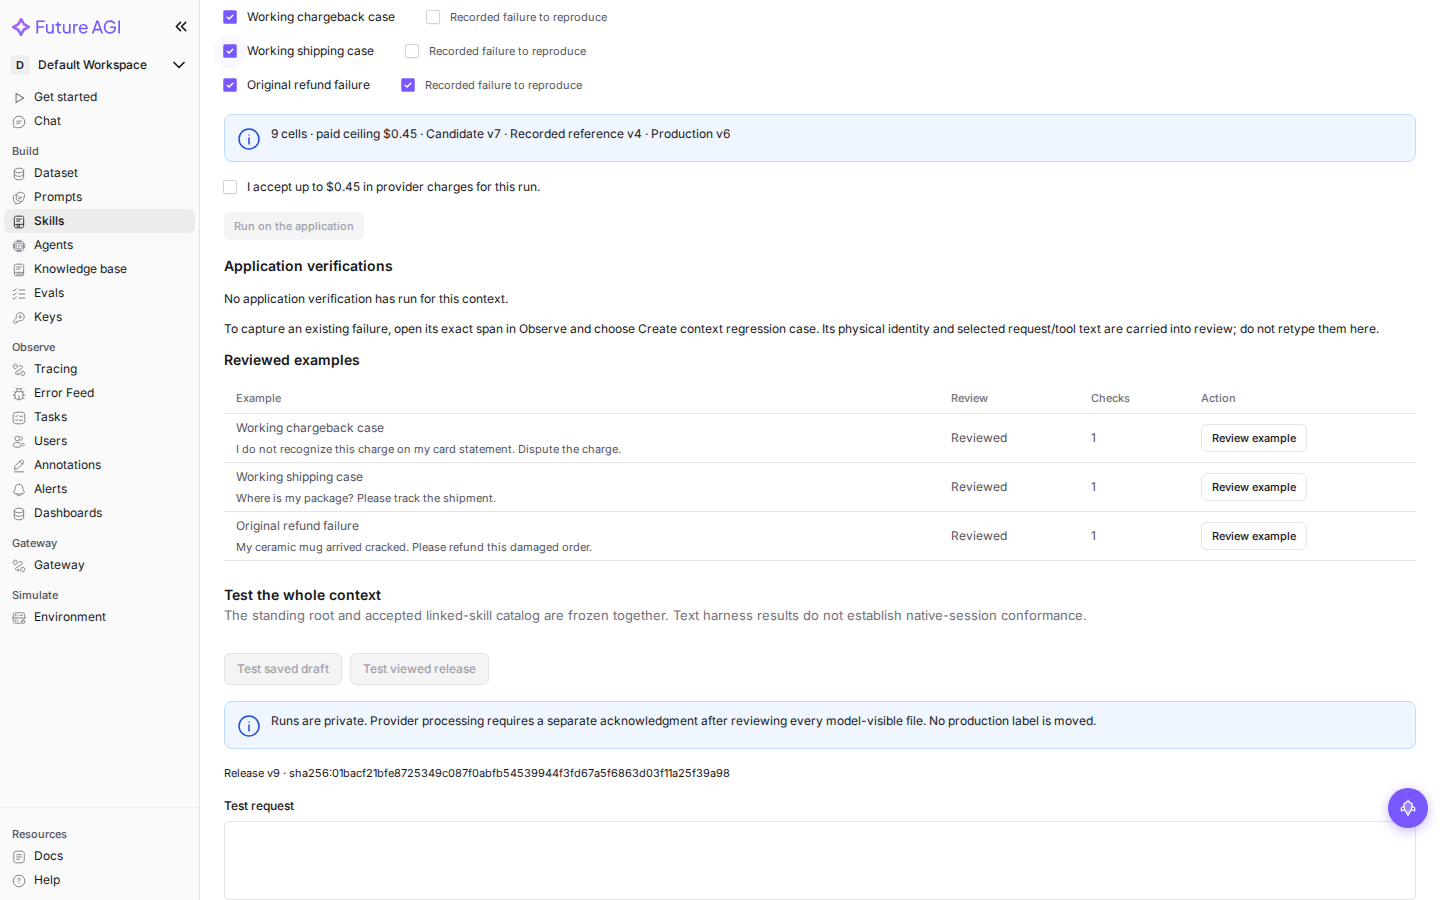 Future AGI
D Default Workspace
Get started
Chat
Build
Dataset
Prompts
Skills
Agents
Knowledge base
Evals
Keys
Observe
Tracing
Error Feed
Tasks
Users
Annotations
Alerts
Dashboards
Gateway
Gateway
Simulate
Environment
Resources
Docs
Help
Working chargeback case Recorded failure to reproduce
Working shipping case Recorded failure to reproduce
Original refund failure Recorded failure to reproduce
9 cells · paid ceiling $0.45 · Candidate v7 · Recorded reference v4 · Production v6
I accept up to $0.45 in provider charges for this run.
Run on the application
Application verifications
No application verification has run for this context.
To capture an existing failure, open its exact span in Observe and choose Create context regression case. Its physical identity and selected request/tool text are carried into review; do not retype them here.
Reviewed examples
Example Review Checks Action
Working chargeback case
I do not recognize this charge on my card statement. Dispute the charge.
Reviewed 1 Review example
Working shipping case
Where is my package? Please track the shipment.
Reviewed 1 Review example
Original refund failure
My ceramic mug arrived cracked. Please refund this damaged order.
Reviewed 1 Review example
Test the whole context
The standing root and accepted linked-skill catalog are frozen together. Text harness results do not establish native-session conformance.
Test saved draft Test viewed release
Runs are private. Provider processing requires a separate acknowledgment after reviewing every model-visible file. No production label is moved.
Release v9 · sha256:01bacf21bfe8725349c087f0abfb54539944f3fd67a5f6863d03f11a25f39a98
Test request